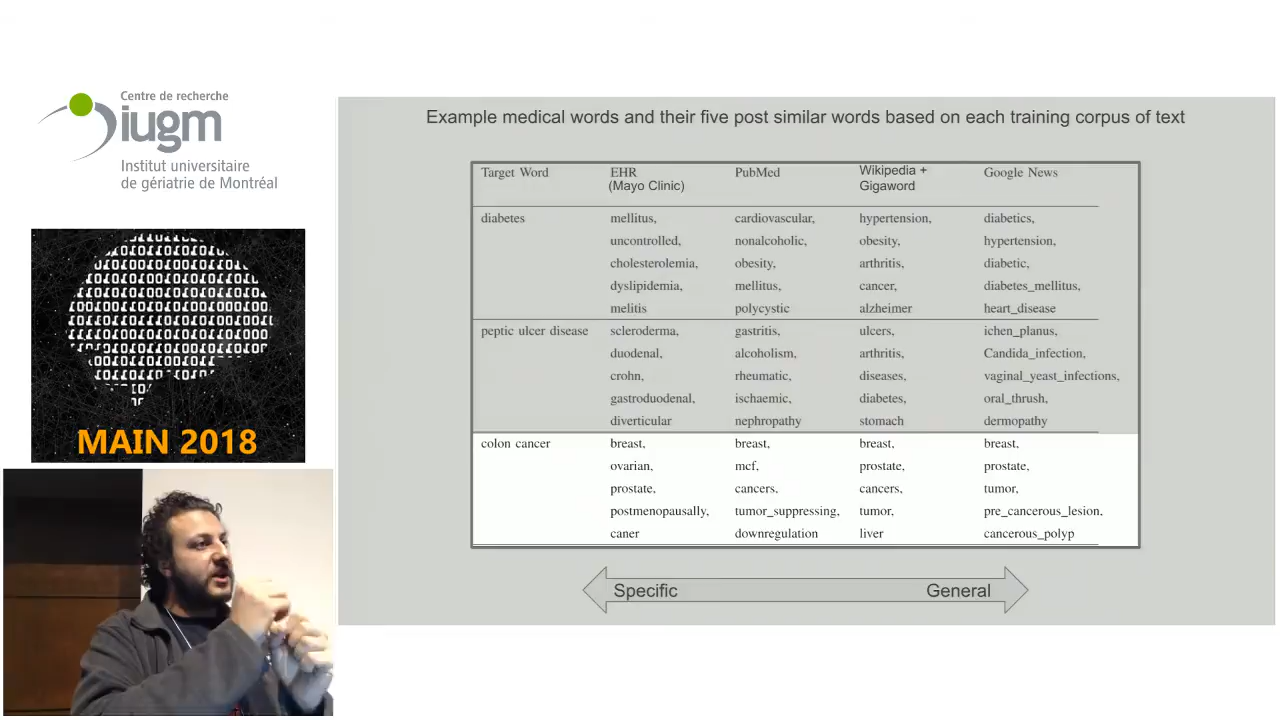 Centre de recherche
iugm
Institut universitaire
de gériatrie de Montréal
MAIN 2018
Example medical words and their five post similar words based on each training corpus of text
Target Word EHR (Mayo Clinic) PubMed Wikipedia + Gigaword Google News
diabetes mellitus, cardiovascular, hypertension, diabetics,
uncontrolled, nonalcoholic, obesity, hypertension,
cholesterolemia, obesity, arthritis, diabetic,
dyslipidemia, mellitus, cancer, diabetes_mellitus,
melitis polycystic alzheimer heart_disease
peptic ulcer disease scleroderma, gastritis, ulcers, ichen_planus,
duodenal, alcoholism, arthritis, Candida_infection,
crohn, rheumatic, diseases, vaginal_yeast_infections,
gastroduodenal, ischaemic, diabetes, oral_thrush,
diverticular nephropathy stomach dermopathy
colon cancer breast, breast, breast, breast,
ovarian, mcf, prostate, prostate,
prostate, cancers, cancers, tumor,
postmenopausally, tumor_suppressing, tumor, pre_cancerous_lesion,
caner downregulation liver cancerous_polyp
Specific General